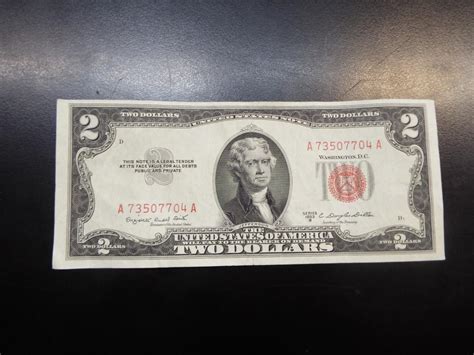 2 TWO DOLLARS UNITED STATES NOTE TWO DOLLARS 2
D
THIS NOTE IS A LEGAL TENDER
AT ITS FACE VALUE FOR ALL DEBTS
PUBLIC AND PRIVATE
A 73507704 A
WASHINGTON, D.C.
TWO
A 73507704 A
SERIES
1953
D
THE
UNITED STATES OF AMERICA
WILL PAY TO THE BEARER ON DEMAND
2 TWO DOLLARS 2